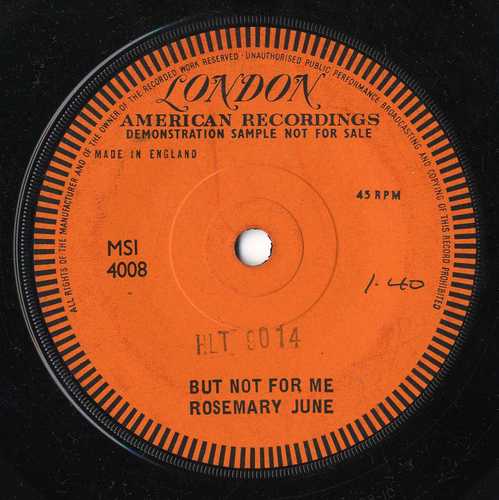 ALL RIGHTS OF THE MANUFACTURER AND OF THE OWNER OF THE RECORDED WORK RESERVED · UNAUTHORISED PUBLIC PERFORMANCE BROADCASTING AND COPYING OF THIS RECORD PROHIBITED
LONDON
AMERICAN RECORDINGS
DEMONSTRATION SAMPLE NOT FOR SALE
MADE IN ENGLAND
45 RPM
MSI
4008
1.40
HLT 9014
BUT NOT FOR ME
ROSEMARY JUNE